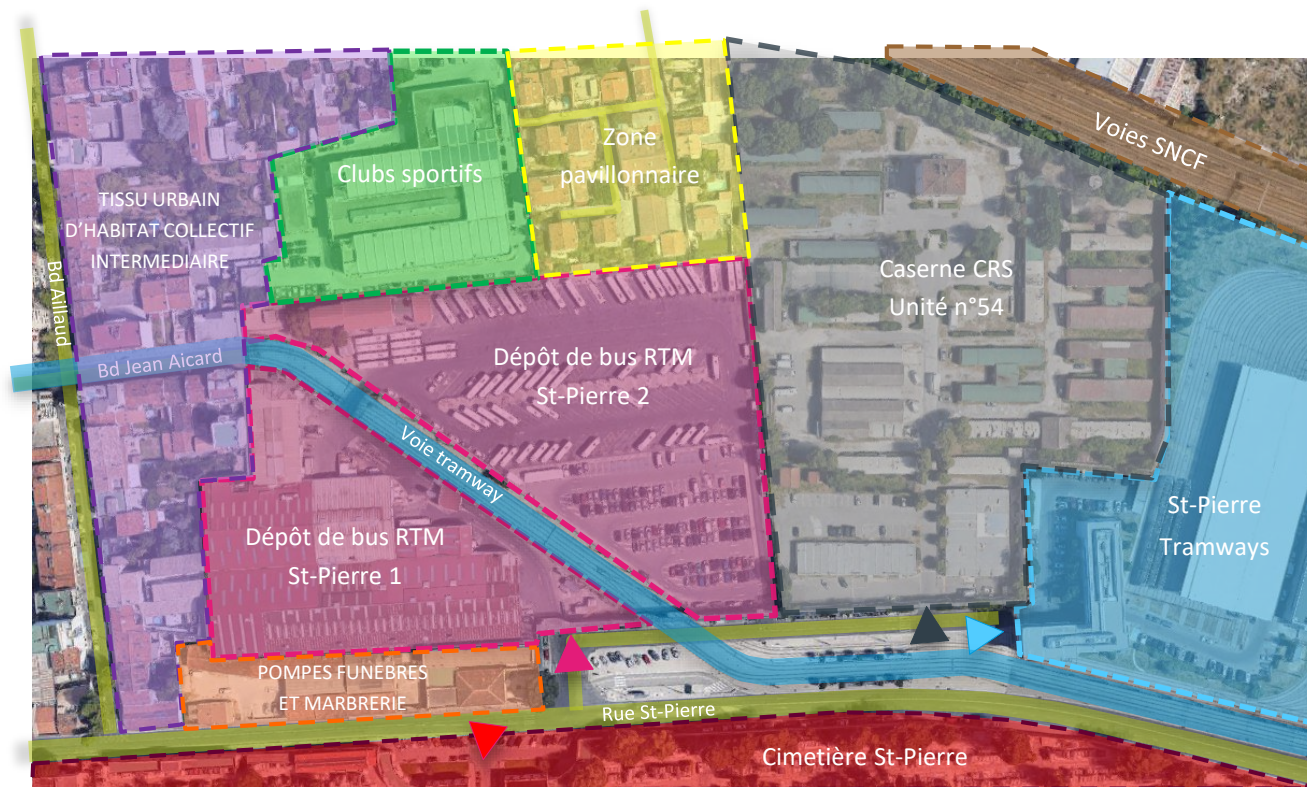 Voies SNCF
Zone
pavillonnaire
Clubs sportifs
TISSU URBAIN
D'HABITAT COLLECTIF
INTERMEDIAIRE
Bd Aillaud
Caserne CRS
Unité n°54
Bd Jean Aicard
Dépôt de bus RTM
St-Pierre 2
Voie tramway
St-Pierre
Tramways
Dépôt de bus RTM
St-Pierre 1
POMPES FUNEBRES
ET MARBRERIE
Rue St-Pierre
Cimetière St-Pierre